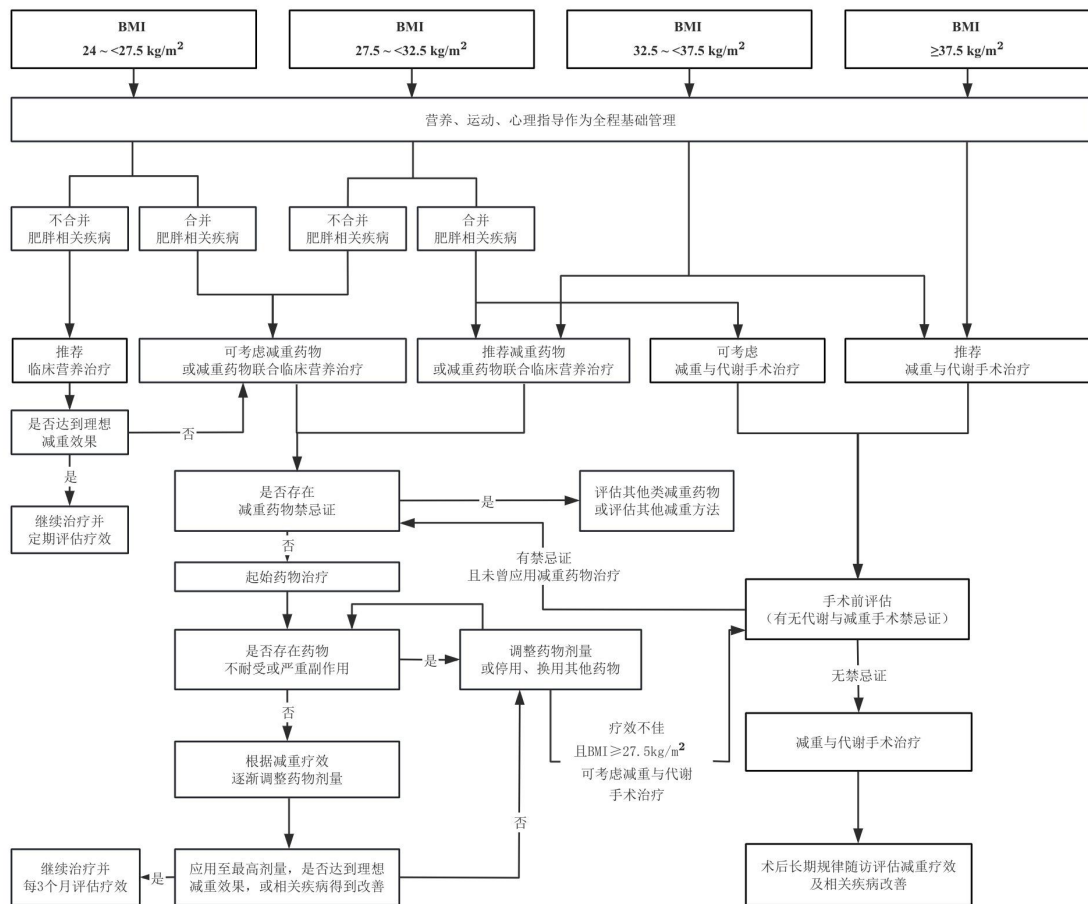 BMI
24～<27.5 kg/m²
BMI
27.5～<32.5 kg/m²
BMI
32.5～<37.5 kg/m²
BMI
≥37.5 kg/m²
营养、运动、心理指导作为全程基础管理
不合并
肥胖相关疾病
合并
肥胖相关疾病
不合并
肥胖相关疾病
合并
肥胖相关疾病
推荐
临床营养治疗
可考虑减重药物
或减重药物联合临床营养治疗
推荐减重药物
或减重药物联合临床营养治疗
可考虑
减重与代谢手术治疗
推荐
减重与代谢手术治疗
是否达到理想
减重效果
否
是
继续治疗并
定期评估疗效
是否存在
减重药物禁忌证
是
评估其他类减重药物
或评估其他减重方法
否
有禁忌证
且未曾应用减重药物治疗
起始药物治疗
手术前评估
（有无代谢与减重手术禁忌证）
是否存在药物
不耐受或严重副作用
是
调整药物剂量
或停用、换用其他药物
无禁忌证
否
疗效不佳
且BMI≥27.5kg/m²
可考虑减重与代谢
手术治疗
减重与代谢手术治疗
根据减重疗效
逐渐调整药物剂量
否
继续治疗并
每3个月评估疗效
是
应用至最高剂量，是否达到理想
减重效果，或相关疾病得到改善
术后长期规律随访评估减重疗效
及相关疾病改善